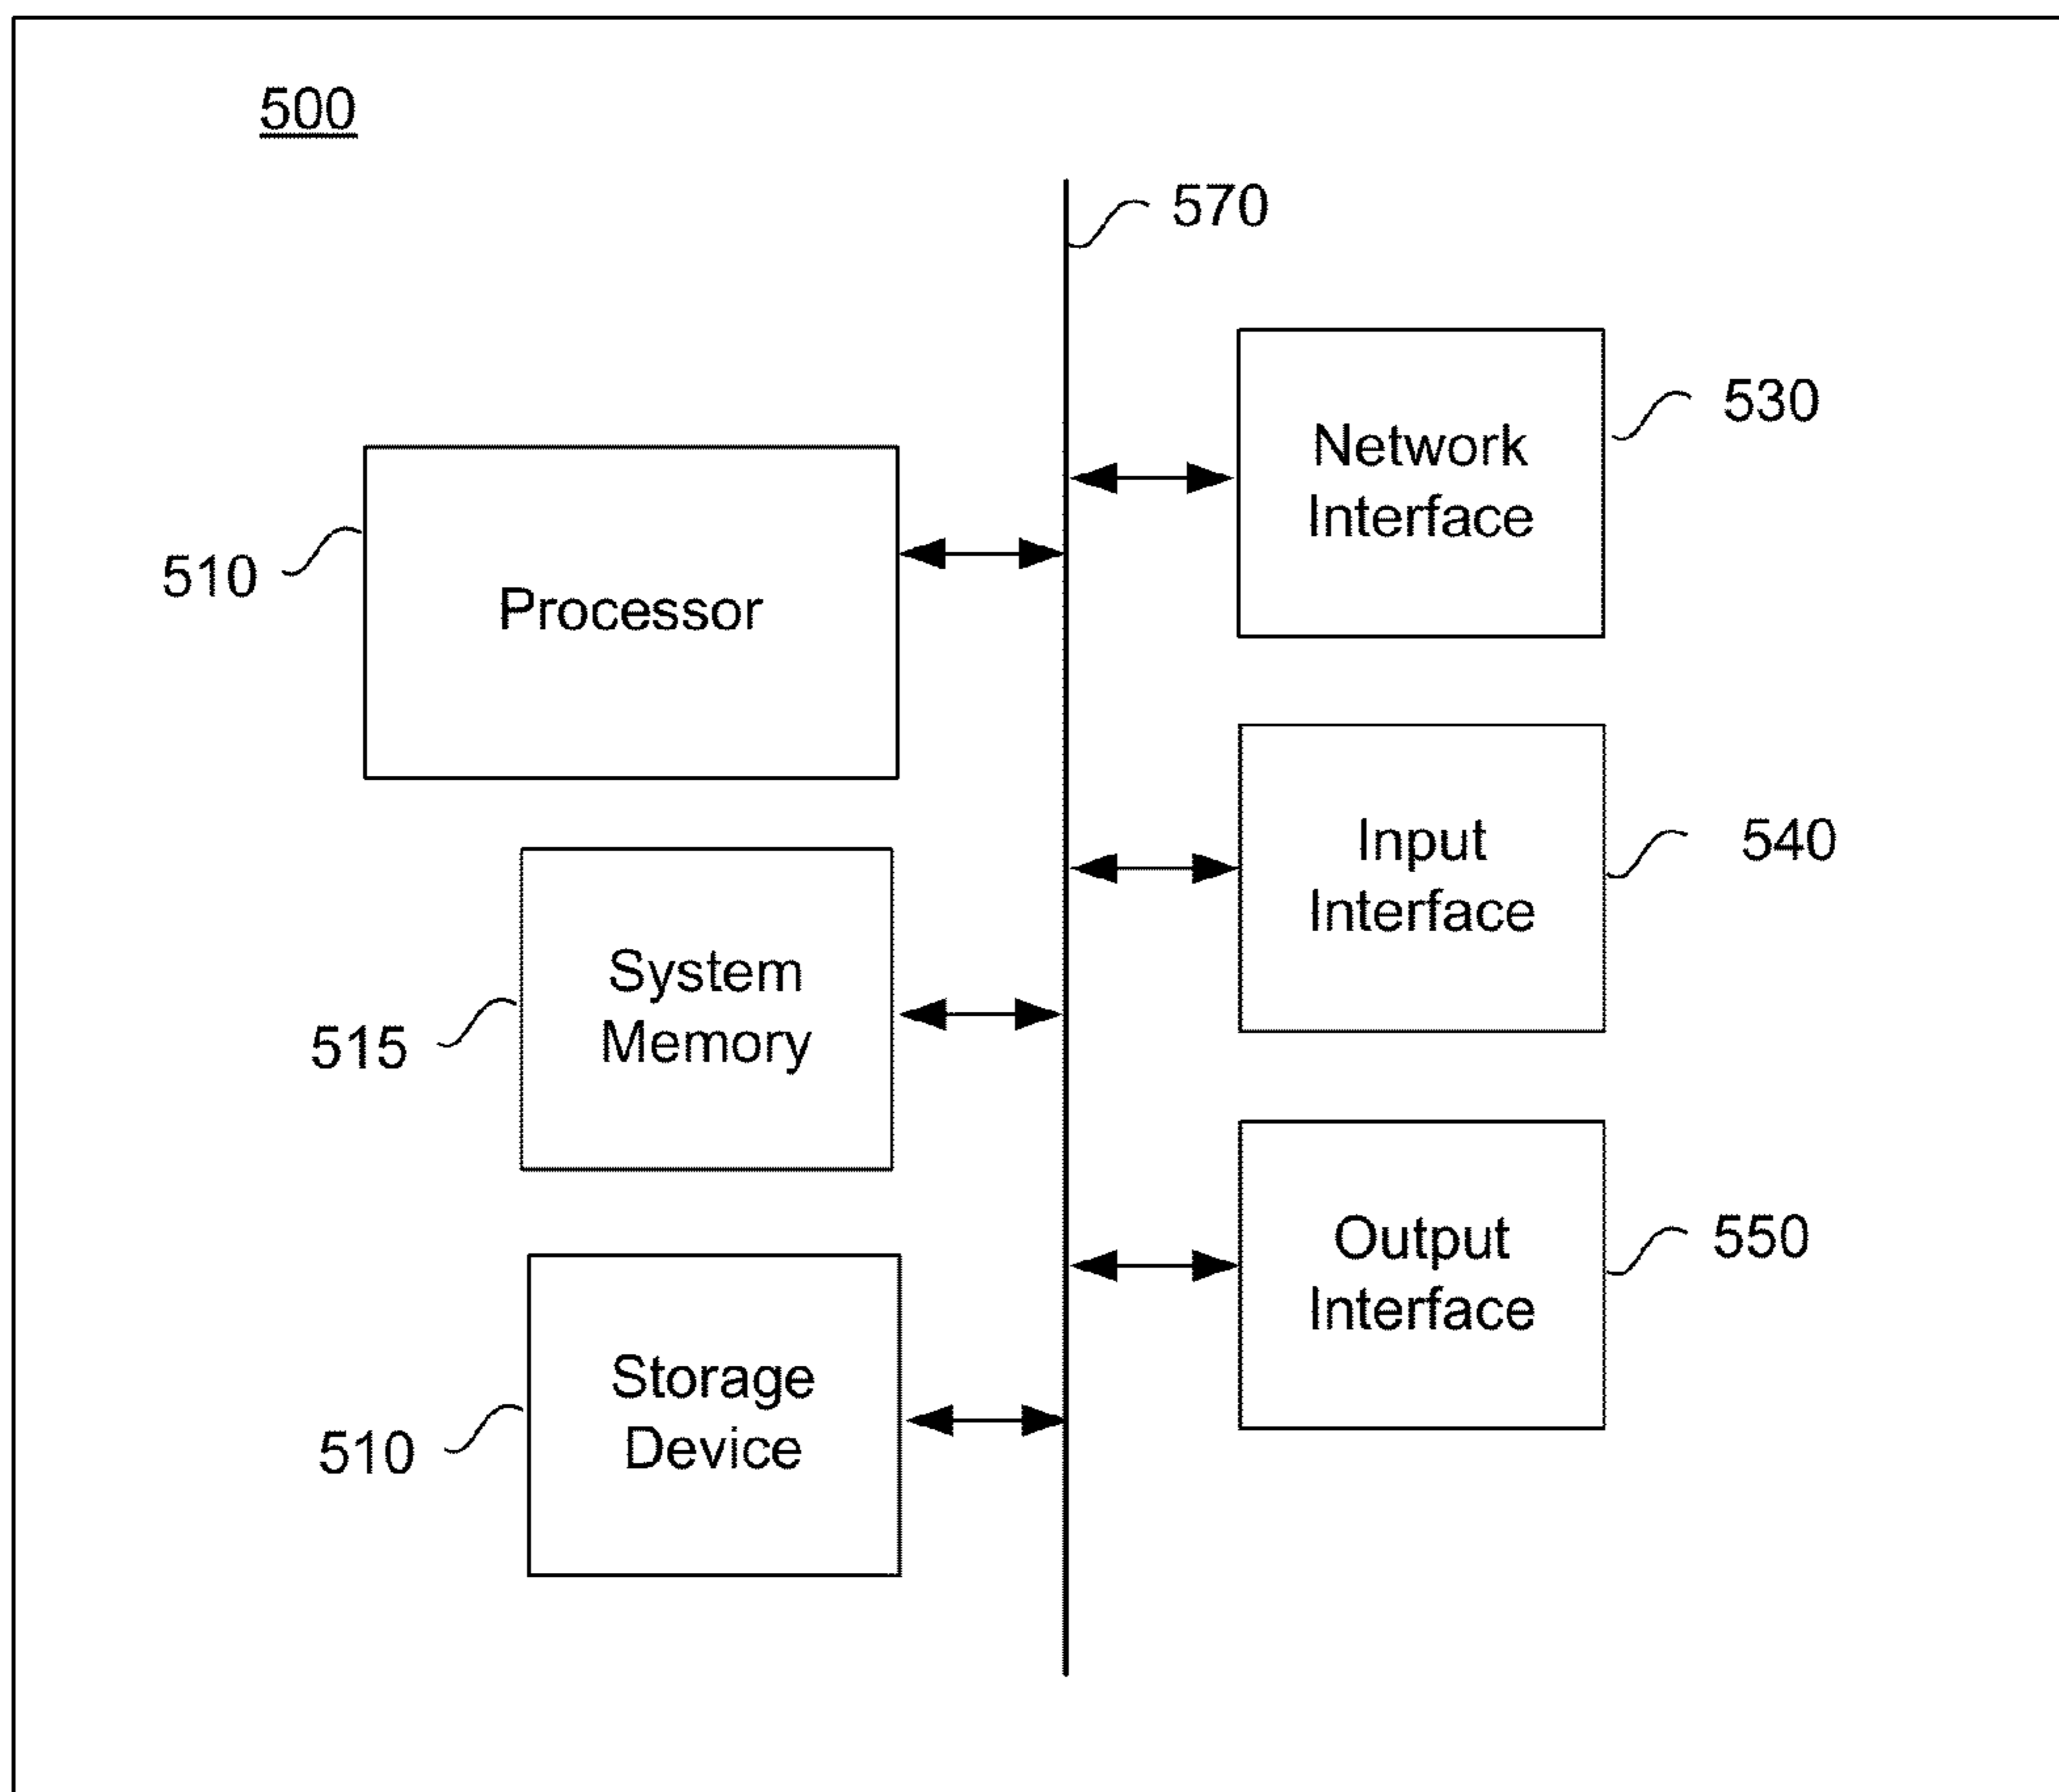 500
570
530
Network
Interface
510
Processor
540
Input
Interface
515
System
Memory
550
Output
Interface
510
Storage
Device